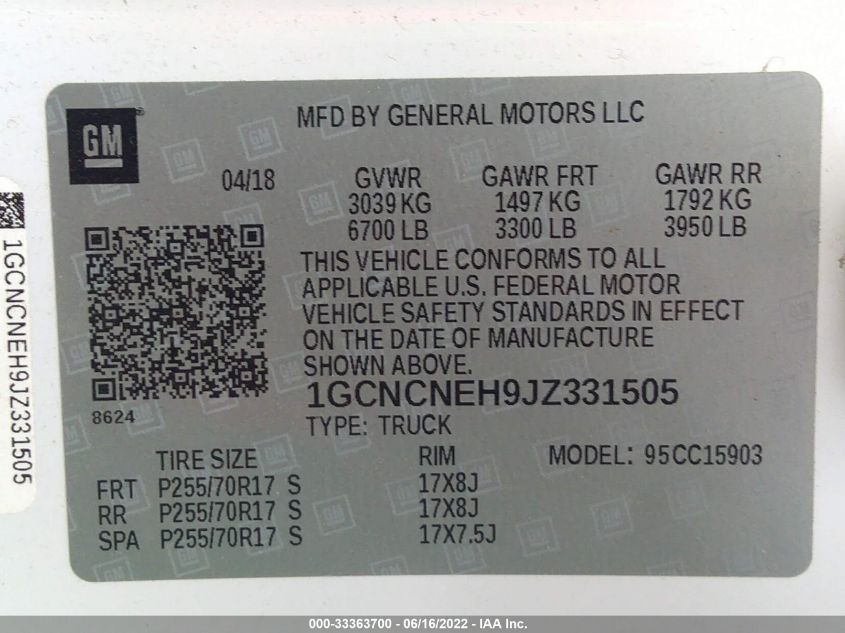 GM
MFD BY GENERAL MOTORS LLC
04/18 GVWR GAWR FRT GAWR RR
3039 KG 1497 KG 1792 KG
6700 LB 3300 LB 3950 LB
THIS VEHICLE CONFORMS TO ALL
APPLICABLE U.S. FEDERAL MOTOR
VEHICLE SAFETY STANDARDS IN EFFECT
ON THE DATE OF MANUFACTURE
SHOWN ABOVE.
1GCNCNEH9JZ331505
8624
TYPE: TRUCK
TIRE SIZE RIM MODEL: 95CC15903
FRT P255/70R17 S 17X8J
RR P255/70R17 S 17X8J
SPA P255/70R17 S 17X7.5J
1GCNCNEH9JZ331505
000-33363700 - 06/16/2022 - IAA Inc.